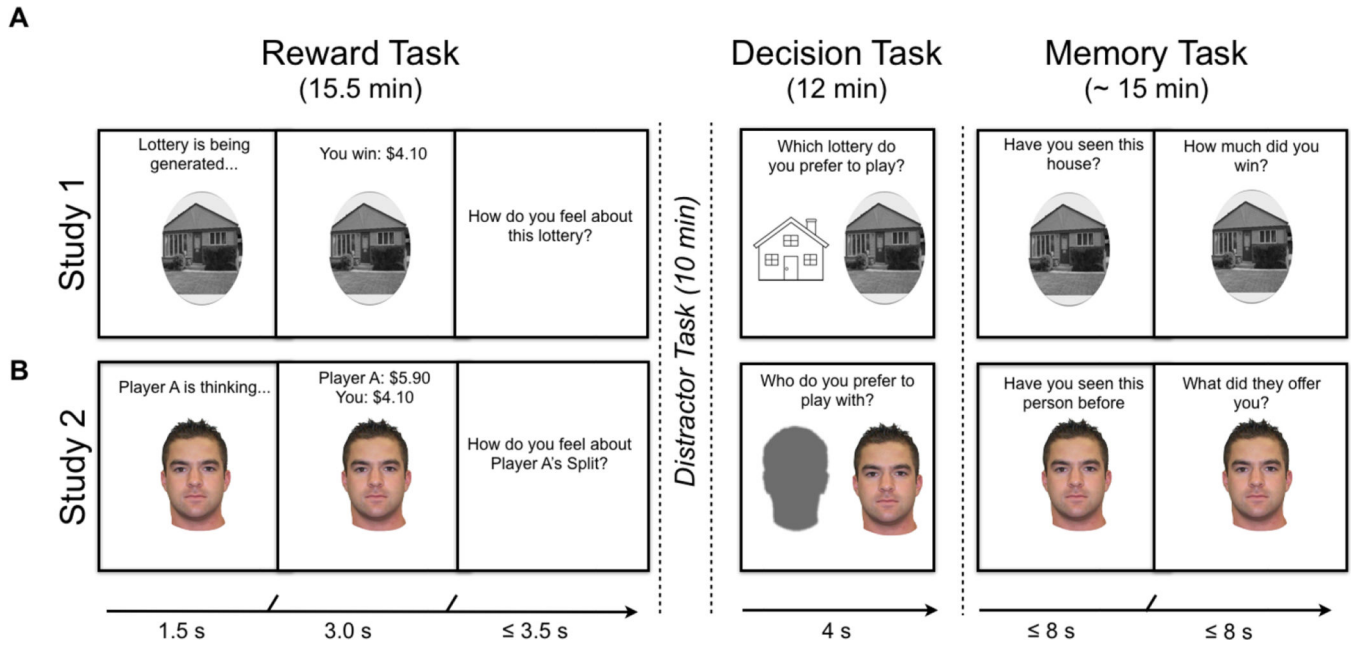 A
Reward Task
(15.5 min)
Decision Task
(12 min)
Memory Task
(~ 15 min)
Study 1
Lottery is being
generated...
You win: $4.10
How do you feel about
this lottery?
Distractor Task (10 min)
Which lottery do
you prefer to play?
Have you seen this
house?
How much did you
win?
B
Study 2
Player A is thinking...
Player A: $5.90
You: $4.10
How do you feel about
Player A's Split?
Who do you prefer to
play with?
Have you seen this
person before
What did they offer
you?
1.5 s
3.0 s
≤ 3.5 s
4 s
≤ 8 s
≤ 8 s